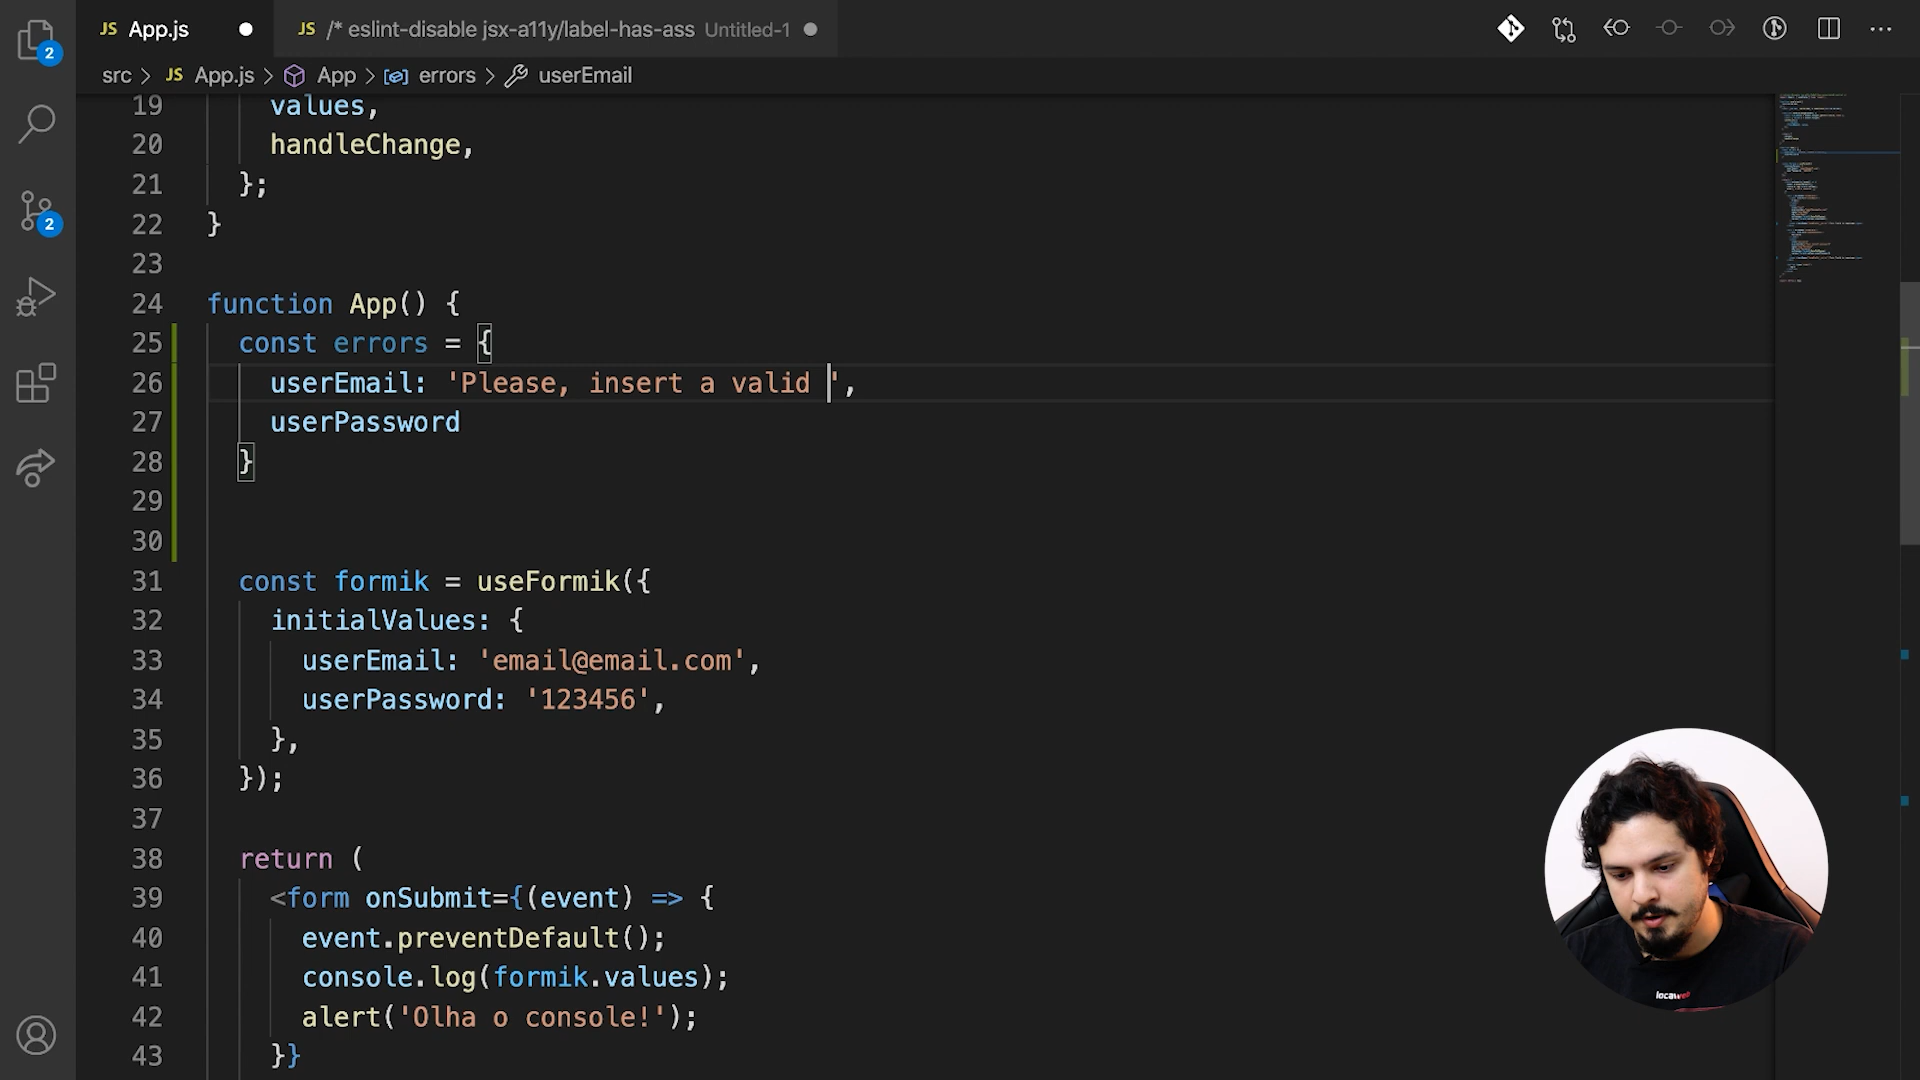 JS App.js
JS /* eslint-disable jsx-a11y/label-has-ass Untitled-1
2
src > JS App.js > App > errors > userEmail
19 values,
20 handleChange,
21 };
22 }
23
24 function App() {
25 const errors = {
26 userEmail: 'Please, insert a valid ',
27 userPassword
28 }
29
30
31 const formik = useFormik({
32 initialValues: {
33 userEmail: 'email@email.com',
34 userPassword: '123456',
35 },
36 });
37
38 return (
39 <form onSubmit={(event) => {
40 event.preventDefault();
41 console.log(formik.values);
42 alert('Olha o console!');
43 }}
2
locaweb